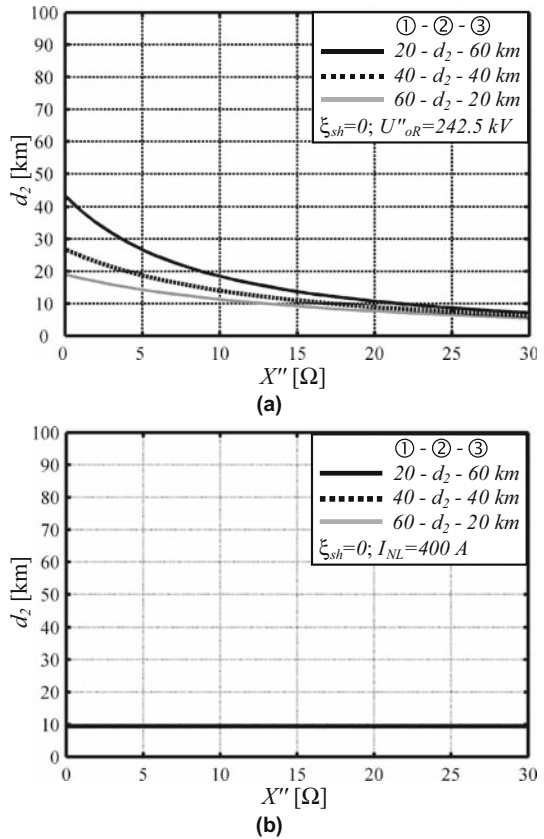 100
90
80
70
60
50
40
30
20
10
0
d₂ [km]
① - ② - ③
20 - d₂ - 60 km
40 - d₂ - 40 km
60 - d₂ - 20 km
ξsh=0; U''oR=242.5 kV
0 5 10 15 20 25 30
X'' [Ω]
(a)
100
90
80
70
60
50
40
30
20
10
0
d₂ [km]
① - ② - ③
20 - d₂ - 60 km
40 - d₂ - 40 km
60 - d₂ - 20 km
ξsh=0; INL=400 A
0 5 10 15 20 25 30
X'' [Ω]
(b)